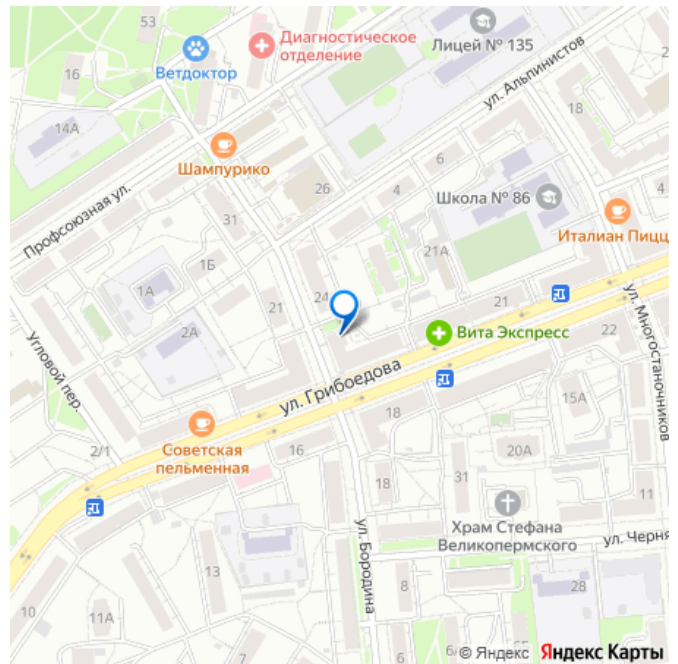 53
Диагностическое
отделение
Лицей № 135
16
Ветдоктор
ул. Альпинистов
18
14А
Шампурико
6
26
4
Школа № 86
4
Профсоюзная ул.
31
Италиан Пицц
21А
1Б
1А
24
21
21
2А
Вита Экспресс
22
ул. Многостаночников
Угловой пер.
ул. Грибоедова
15А
18
Советская
пельменная
2/1
16
20А
18
31
11
Храм Стефана
Великопермского
ул. Черня
ул. Бородина
13
8
28
10
11А
7
© Яндекс Яндекс Карты